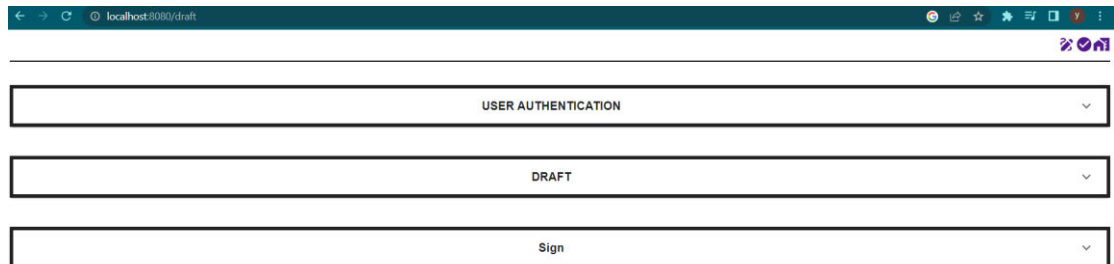 localhost:8080/draft
y
USER AUTHENTICATION
DRAFT
Sign